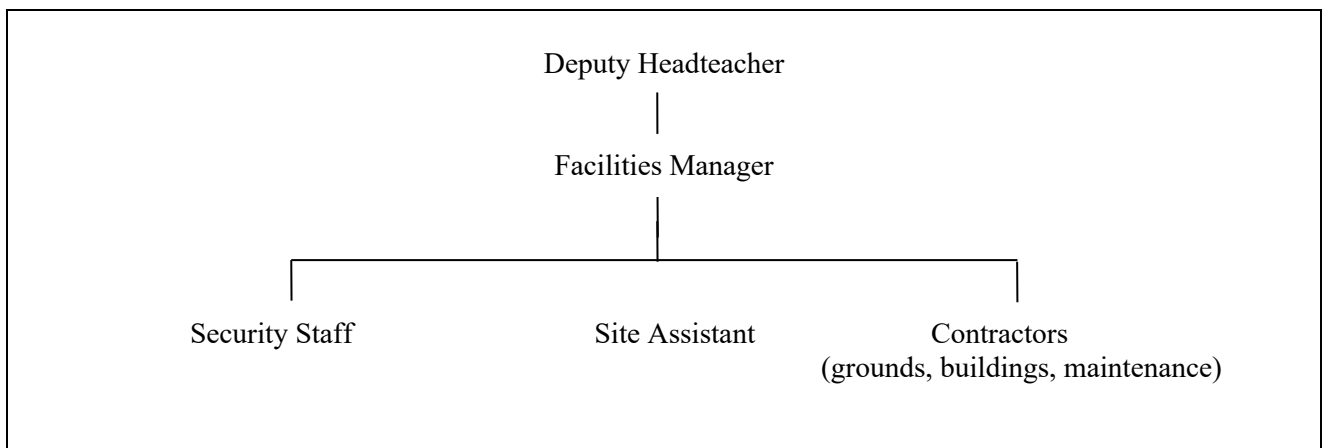 Deputy Headteacher
Facilities Manager
Security Staff
Site Assistant
Contractors
(grounds, buildings, maintenance)